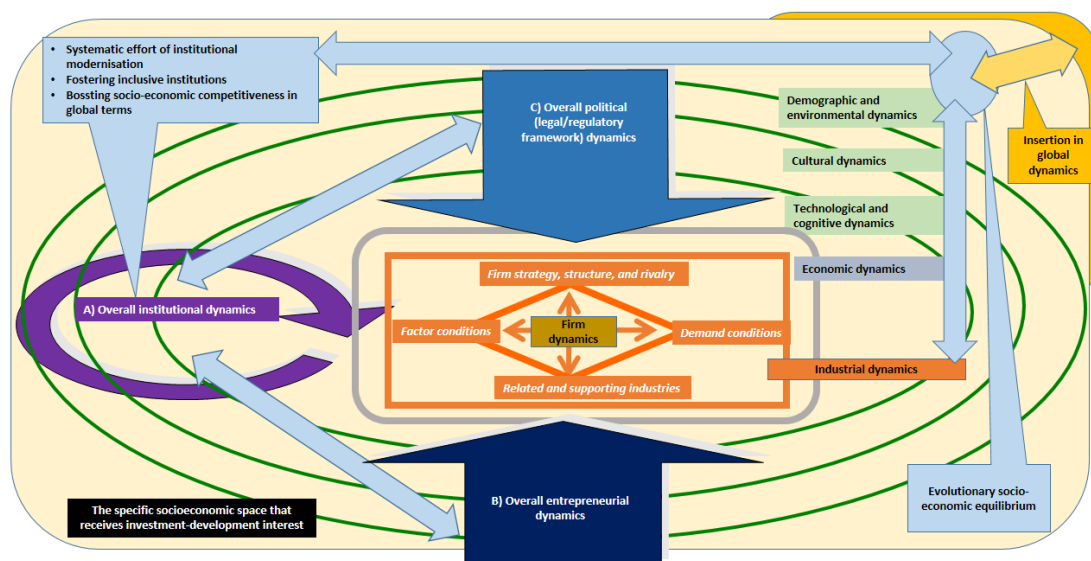 • Systematic effort of institutional
modernisation
• Fostering inclusive institutions
• Bossting socio-economic competitiveness in
global terms
C) Overall political
(legal/regulatory
framework) dynamics
Demographic and
environmental dynamics
Insertion in
global
dynamics
Cultural dynamics
Technological and
cognitive dynamics
Economic dynamics
A) Overall institutional dynamics
Firm strategy, structure, and rivalry
Factor conditions
Firm
dynamics
Demand conditions
Related and supporting industries
Industrial dynamics
The specific socioeconomic space that
receives investment-development interest
B) Overall entrepreneurial
dynamics
Evolutionary socio-
economic equilibrium